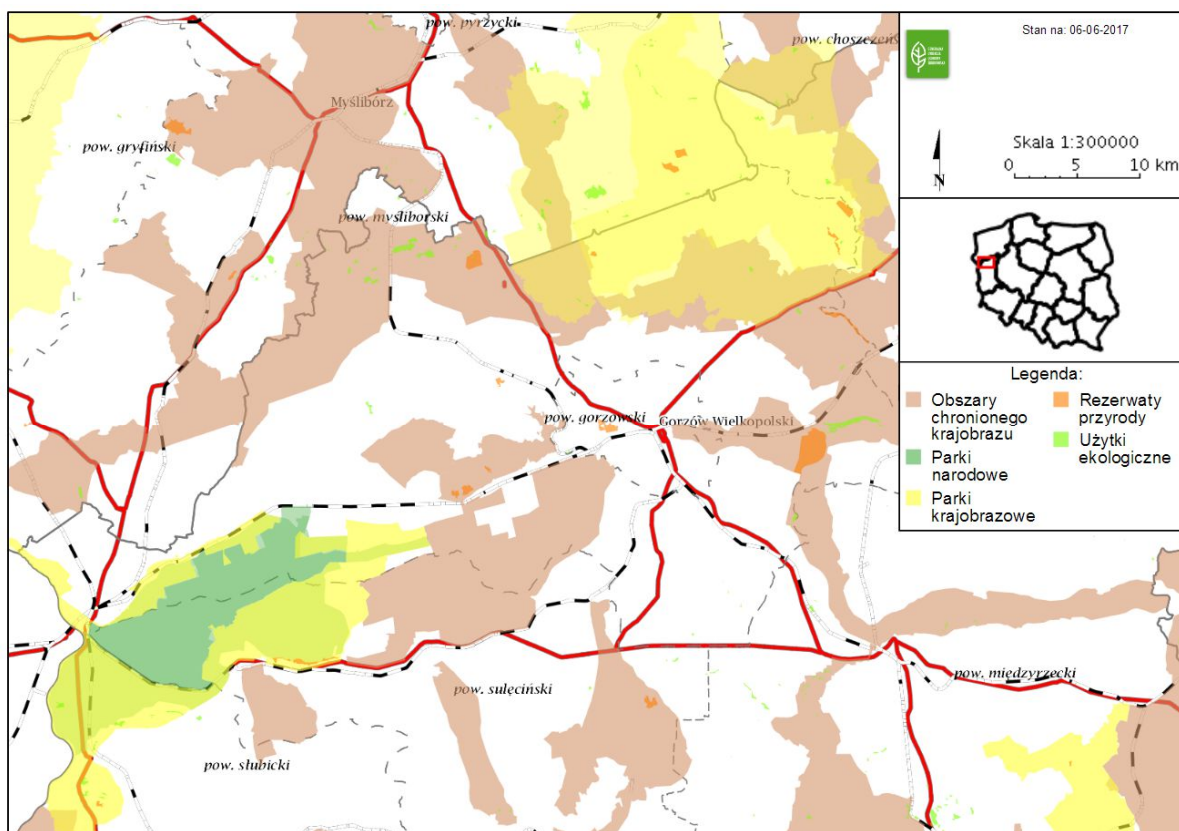 pow. pyrzycki
pow. choszczeńs
Myślibórz
pow. gryfiński
pow. myśliborski
pow. gorzowski
Gorzów Wielkopolski
pow. sulęciński
pow. międzyrzecki
pow. słubicki
Stan na: 06-06-2017
N
Skala 1:300000
0 5 10 km
Legenda:
Obszary
chronionego
krajobrazu
Parki
narodowe
Parki
krajobrazowe
Rezerwaty
przyrody
Użytki
ekologiczne